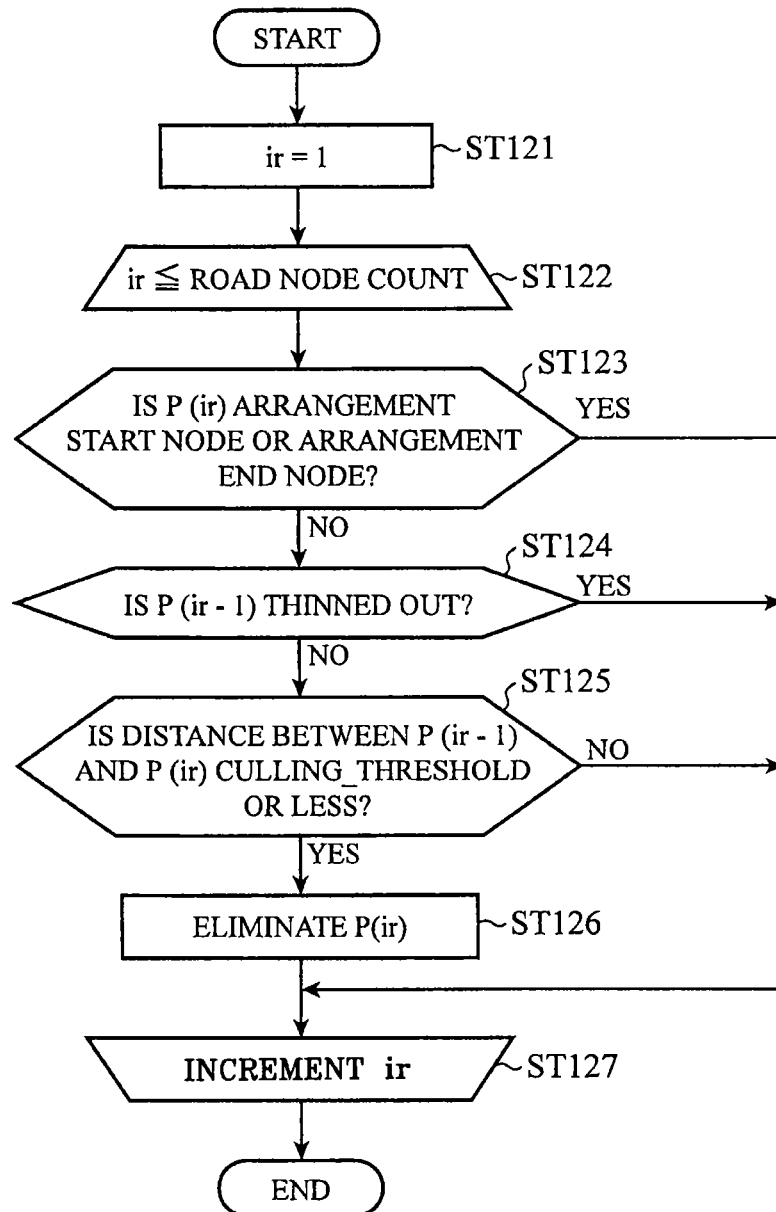 START
ir = 1
ST121
ir ≦ ROAD NODE COUNT
ST122
ST123
IS P (ir) ARRANGEMENT
START NODE OR ARRANGEMENT
END NODE?
YES
NO
ST124
IS P (ir - 1) THINNED OUT?
YES
NO
ST125
IS DISTANCE BETWEEN P (ir - 1)
AND P (ir) CULLING_THRESHOLD
OR LESS?
NO
YES
ELIMINATE P(ir)
ST126
INCREMENT ir
ST127
END